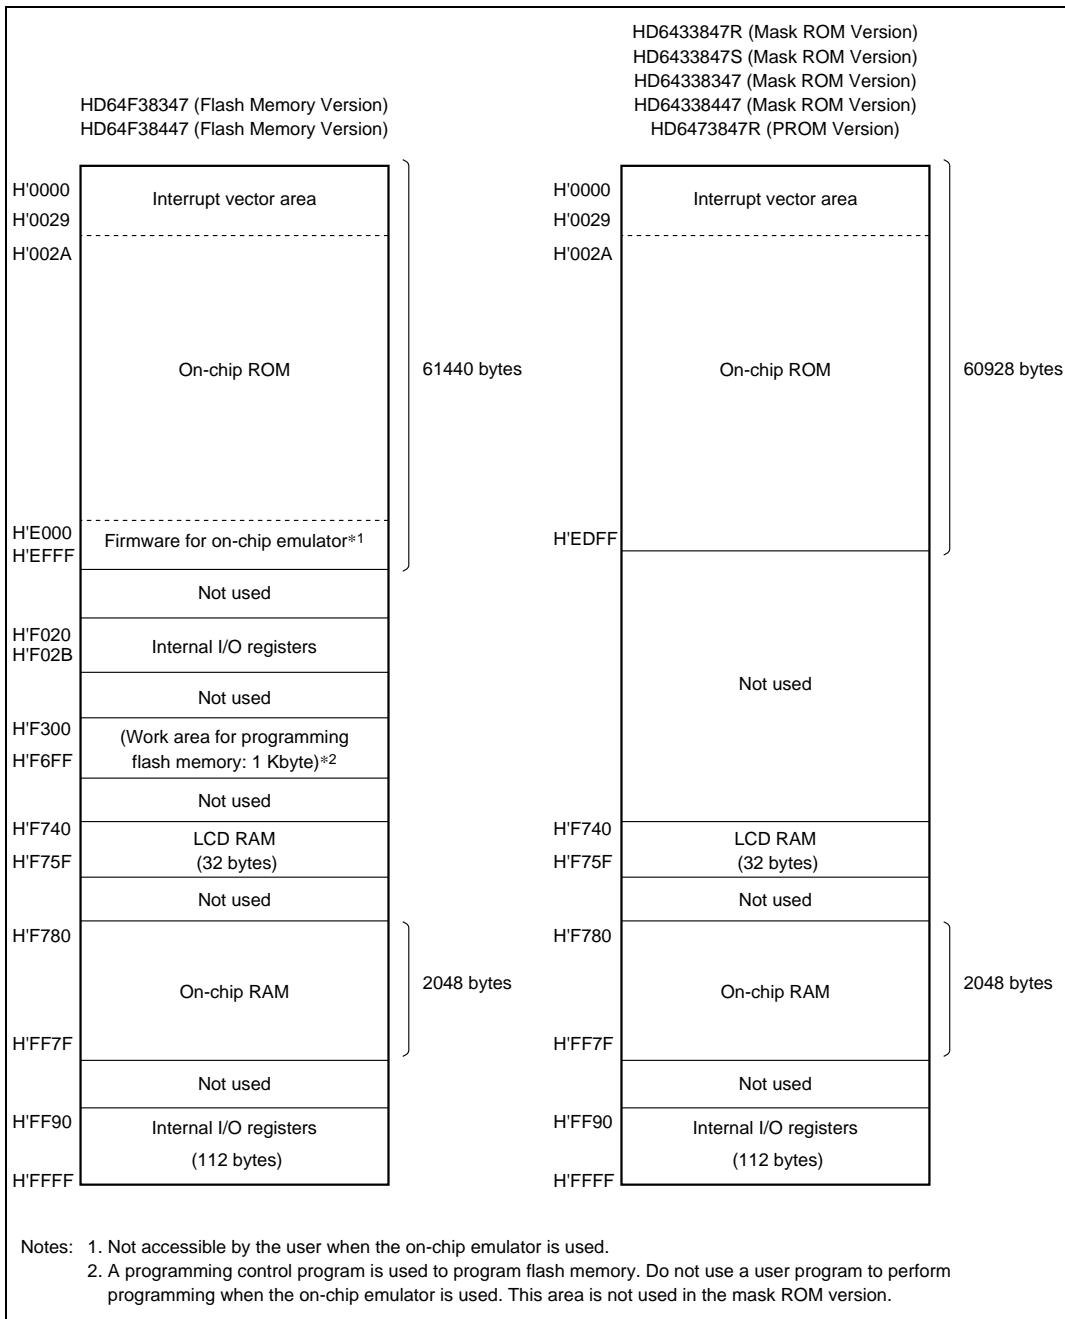 HD64F38347 (Flash Memory Version)
HD64F38447 (Flash Memory Version)
H'0000
Interrupt vector area
H'0029
H'002A
On-chip ROM
61440 bytes
H'E000
Firmware for on-chip emulator*1
H'EFFF
Not used
H'F020
Internal I/O registers
H'F02B
Not used
H'F300
(Work area for programming
flash memory: 1 Kbyte)*2
H'F6FF
Not used
H'F740
LCD RAM
(32 bytes)
H'F75F
Not used
H'F780
On-chip RAM
2048 bytes
H'FF7F
Not used
H'FF90
Internal I/O registers
(112 bytes)
H'FFFF
HD6433847R (Mask ROM Version)
HD6433847S (Mask ROM Version)
HD64338347 (Mask ROM Version)
HD64338447 (Mask ROM Version)
HD6473847R (PROM Version)
H'0000
Interrupt vector area
H'0029
H'002A
On-chip ROM
60928 bytes
H'EDFF
Not used
H'F740
LCD RAM
(32 bytes)
H'F75F
Not used
H'F780
On-chip RAM
2048 bytes
H'FF7F
Not used
H'FF90
Internal I/O registers
(112 bytes)
H'FFFF
Notes: 1. Not accessible by the user when the on-chip emulator is used.
2. A programming control program is used to program flash memory. Do not use a user program to perform
programming when the on-chip emulator is used. This area is not used in the mask ROM version.